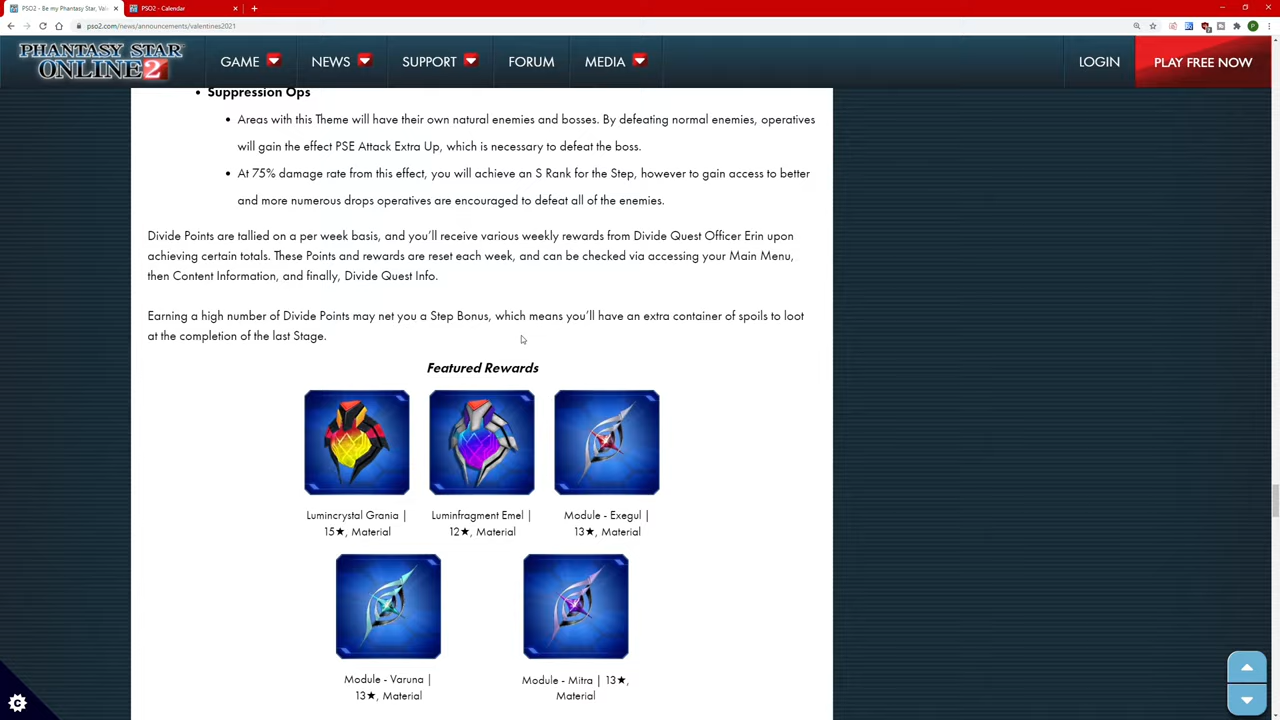 PSO2 - Be my Phantasy Star, Val
PSO2 - Calendar
pso2.com/news/announcements/valentines2021
PHANTASY STAR
ONLINE 2
GAME
NEWS
SUPPORT
FORUM
MEDIA
LOGIN
PLAY FREE NOW
Suppression Ops
Areas with this Theme will have their own natural enemies and bosses. By defeating normal enemies, operatives
will gain the effect PSE Attack Extra Up, which is necessary to defeat the boss.
At 75% damage rate from this effect, you will achieve an S Rank for the Step, however to gain access to better
and more numerous drops operatives are encouraged to defeat all of the enemies.
Divide Points are tallied on a per week basis, and you'll receive various weekly rewards from Divide Quest Officer Erin upon
achieving certain totals. These Points and rewards are reset each week, and can be checked via accessing your Main Menu,
then Content Information, and finally, Divide Quest Info.
Earning a high number of Divide Points may net you a Step Bonus, which means you'll have an extra container of spoils to loot
at the completion of the last Stage.
Featured Rewards
Lumincrystal Grania |
15★, Material
Luminfragment Emel |
12★, Material
Module - Exegul |
13★, Material
Module - Varuna |
13★, Material
Module - Mitra | 13★,
Material